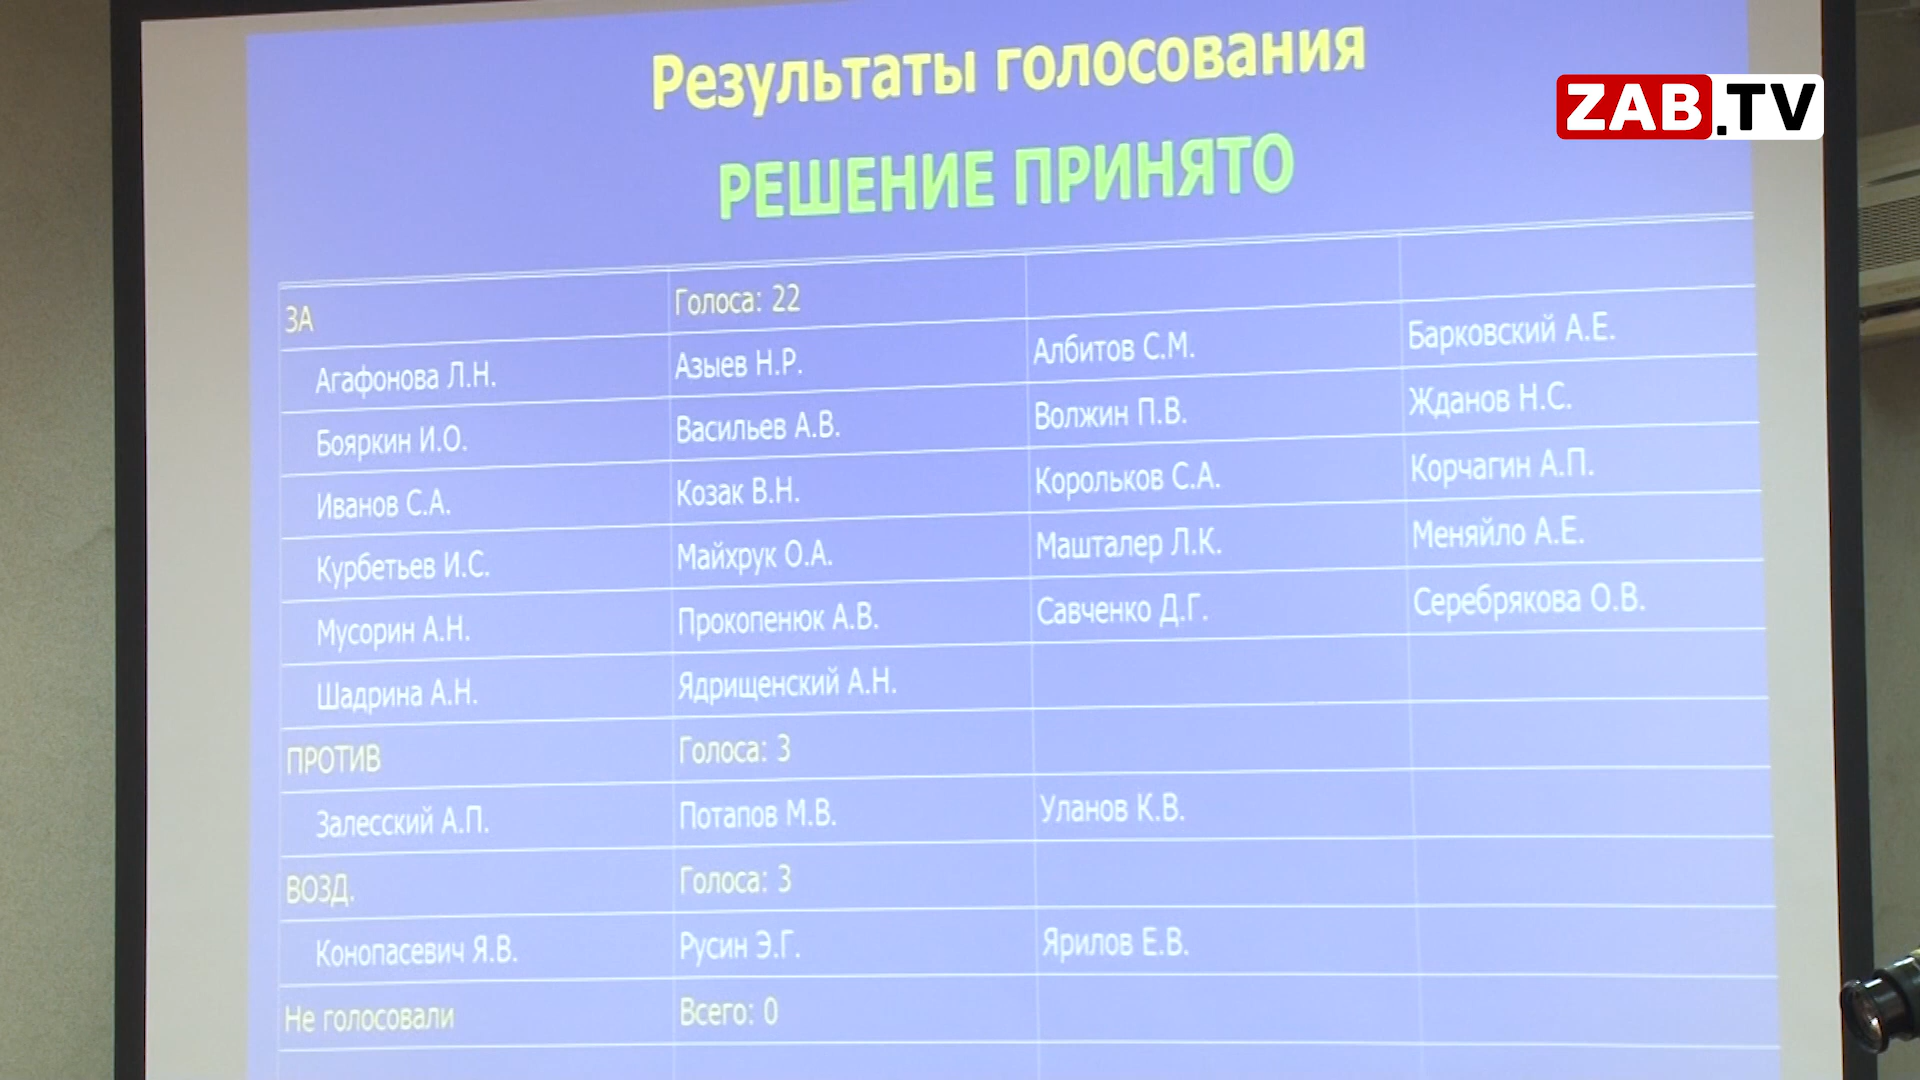 Результаты голосования
ZAB.TV
РЕШЕНИЕ ПРИНЯТО
ЗА Голоса: 22
Агафонова Л.Н. Азыев Н.Р. Албитов С.М. Барковский А.Е.
Бояркин И.О. Васильев А.В. Волжин П.В. Жданов Н.С.
Иванов С.А. Козак В.Н. Корольков С.А. Корчагин А.П.
Курбетьев И.С. Майхрук О.А. Машталер Л.К. Меняйло А.Е.
Мусорин А.Н. Прокопенюк А.В. Савченко Д.Г. Серебрякова О.В.
Шадрина А.Н. Ядрищенский А.Н.
ПРОТИВ Голоса: 3
Залесский А.П. Потапов М.В. Уланов К.В.
ВОЗД. Голоса: 3
Конопасевич Я.В. Русин Э.Г. Ярилов Е.В.
Не голосовали Всего: 0